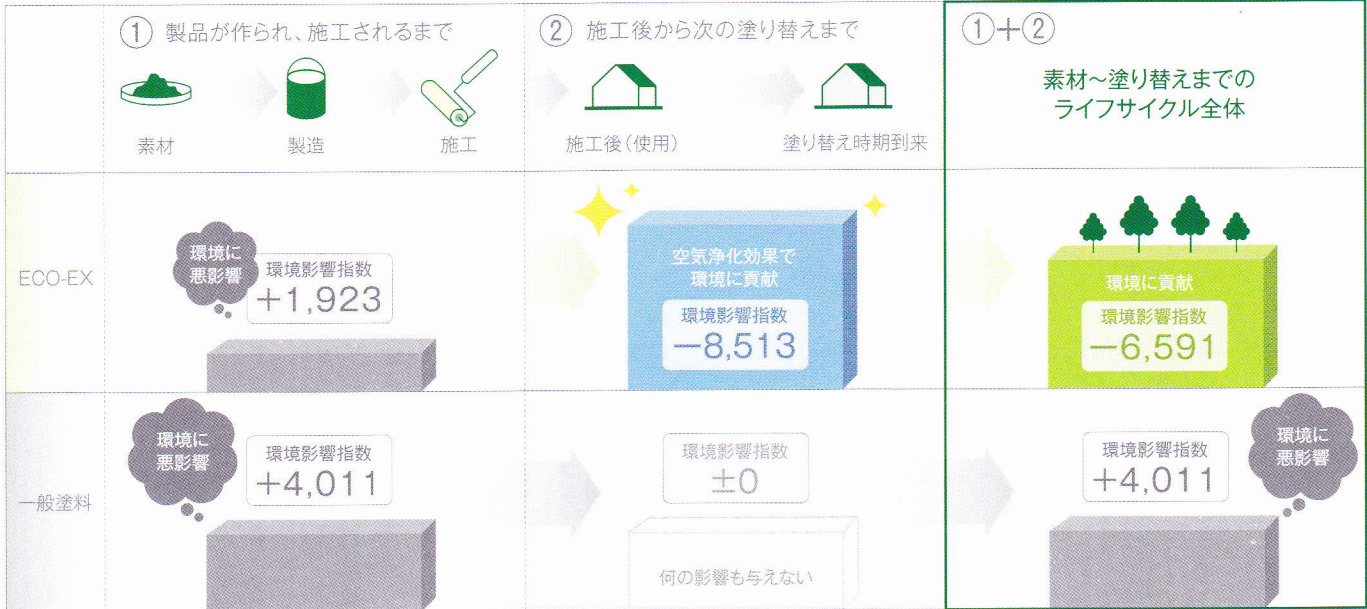 ① 製品が作られ、施工されるまで
② 施工後から次の塗り替えまで
①+②
素材
製造
施工
施工後(使用)
塗り替え時期到来
素材~塗り替えまでの
ライフサイクル全体
ECO-EX
環境に
悪影響
環境影響指数
+1,923
空気浄化効果で
環境に貢献
環境影響指数
−8,513
環境に貢献
環境影響指数
−6,591
一般塗料
環境に
悪影響
環境影響指数
+4,011
環境影響指数
±0
何の影響も与えない
環境影響指数
+4,011
環境に
悪影響